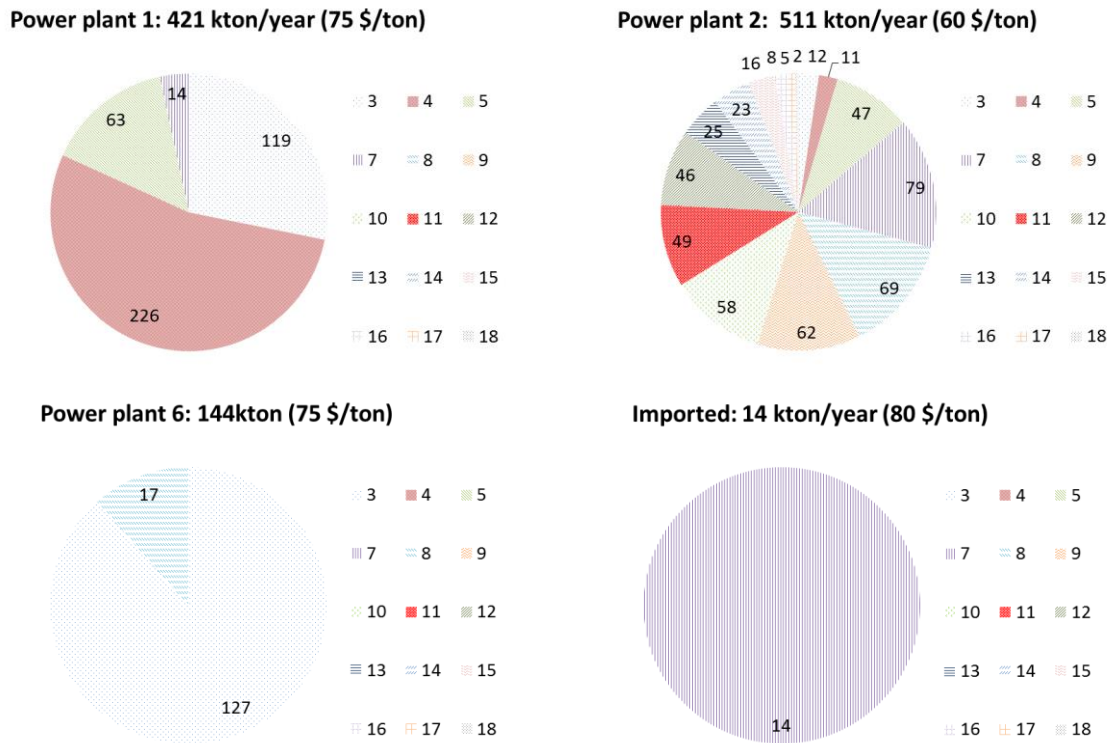 Power plant 1: 421 kton/year (75 $/ton)
14
63
119
226
3 4 5
7 8 9
10 11 12
13 14 15
16 17 18
Power plant 2:  511 kton/year (60 $/ton)
16 8 5 2 12 11
23
47
25
46
79
49
69
58
62
3 4 5
7 8 9
10 11 12
13 14 15
16 17 18
Power plant 6: 144kton (75 $/ton)
17
127
3 4 5
7 8 9
10 11 12
13 14 15
16 17 18
Imported: 14 kton/year (80 $/ton)
14
3 4 5
7 8 9
10 11 12
13 14 15
16 17 18